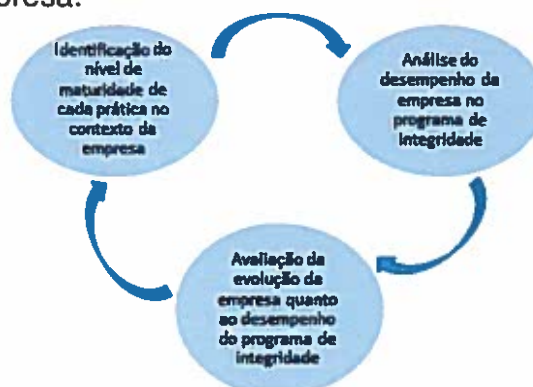 presa.
Identificação do
nível de
maturidade de
cada prática no
contexto da
empresa
Análise do
desempenho da
empresa no
programa de
integridade
Avaliação da
evolução da
empresa quanto
ao desempenho
do programa de
integridade